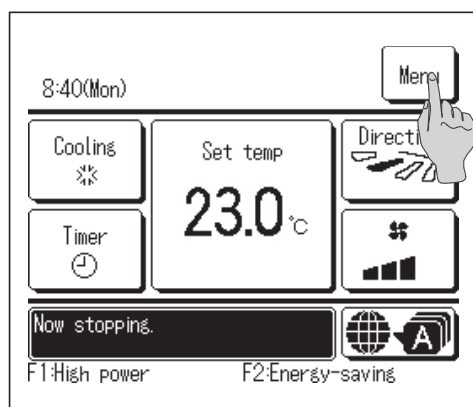 8:40(Mon)
Menu
Cooling
Set temp
23.0℃
Timer
Now stopping.
A
F1:High power
F2:Energy-saving